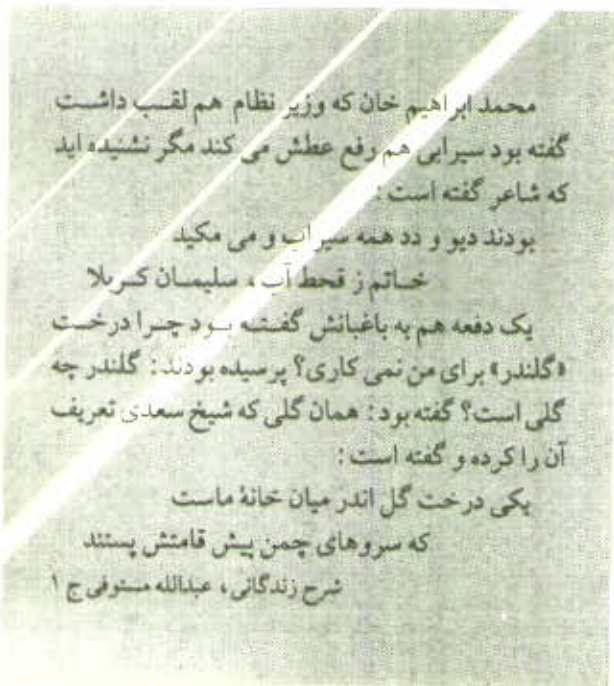 محمد ابراهیم خان که وزیر نظام هم لقب داشت
گفته بود سیرابی هم رفع عطش می کند مگر نشنیده اید
که شاعر گفته است :
بودند دیو و دد همه سیراب و می مکید
خاتم ز قحط آب ، سلیمان کربلا
یک دفعه هم به باغبانش گفته بود چرا درخت
«گلندر» برای من نمی کاری؟ پرسیده بودند : گلندر چه
گلی است؟ گفته بود : همان گلی که شیخ سعدی تعریف
آن را کرده و گفته است :
یکی درخت گل اندر میان خانهٔ ماست
که سروهای چمن پیش قامتش پستند
شرح زندگانی ، عبدالله مستوفی ج ۱